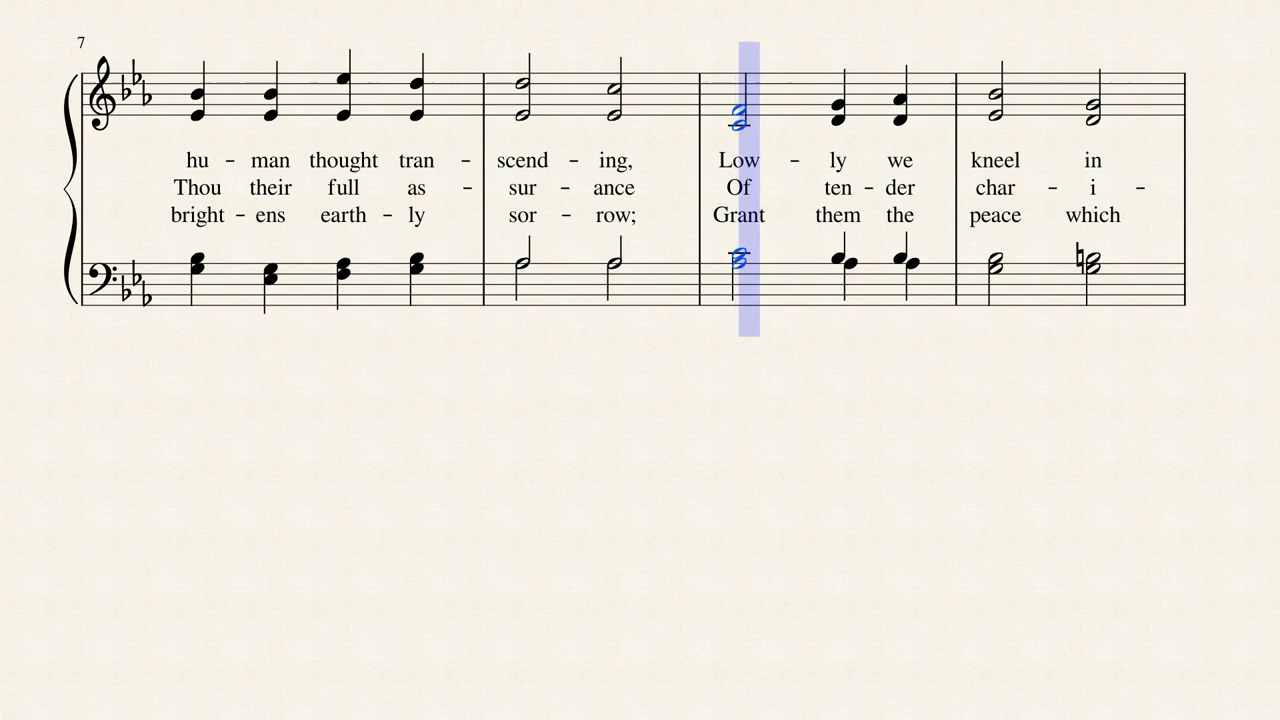 7
hu – man thought tran – scend – ing, Low – ly we kneel in
Thou their full as – sur – ance Of ten – der char – i –
bright – ens earth – ly sor – row; Grant them the peace which